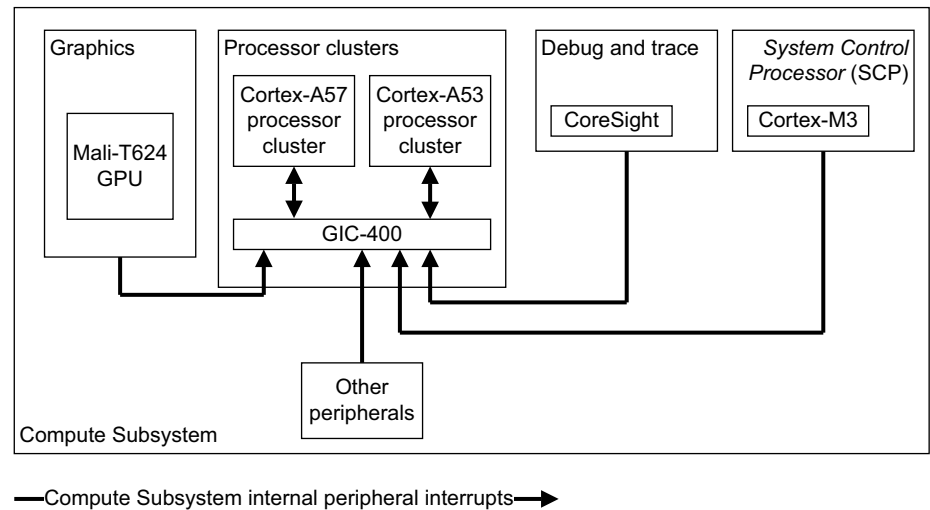 Graphics
Mali-T624
GPU
Processor clusters
Cortex-A57
processor
cluster
Cortex-A53
processor
cluster
GIC-400
Debug and trace
CoreSight
System Control
Processor (SCP)
Cortex-M3
Other
peripherals
Compute Subsystem
Compute Subsystem internal peripheral interrupts